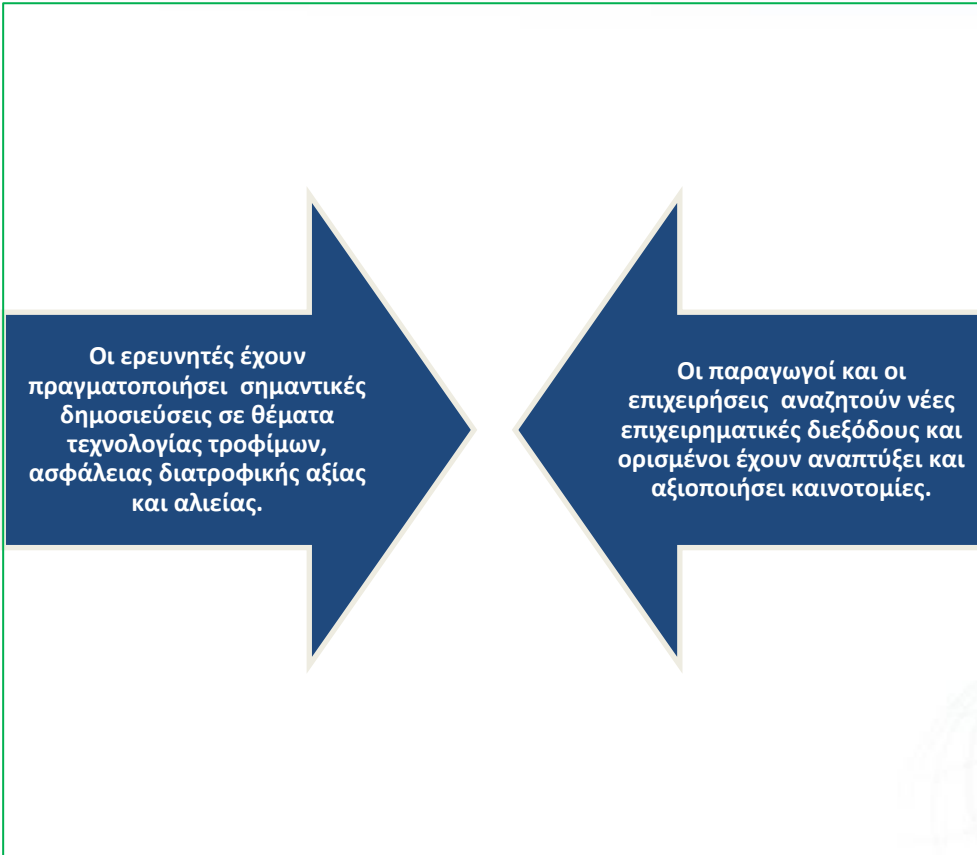 Οι ερευνητές έχουν
πραγματοποιήσει  σημαντικές
δημοσιεύσεις σε θέματα
τεχνολογίας τροφίμων,
ασφάλειας διατροφικής αξίας
και αλιείας.
Οι παραγωγοί και οι
επιχειρήσεις  αναζητούν νέες
επιχειρηματικές διεξόδους και
ορισμένοι έχουν αναπτύξει και
αξιοποιήσει καινοτομίες.